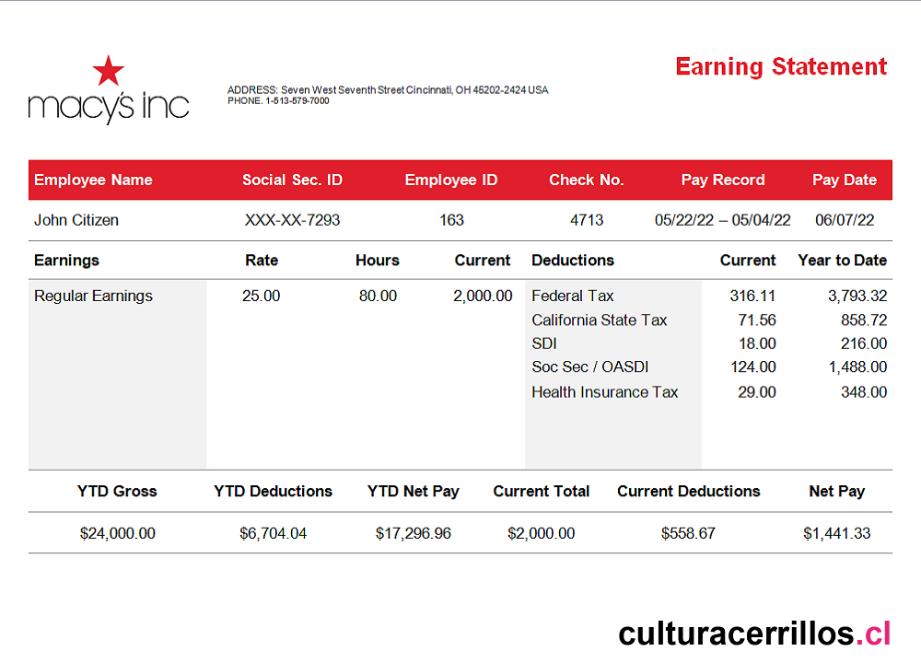 Earning Statement
macy's inc
ADDRESS: Seven West Seventh Street Cincinnati, OH 45202-2424 USA
PHONE. 1-513-579-7000
Employee Name Social Sec. ID Employee ID Check No. Pay Record Pay Date
John Citizen XXX-XX-7293 163 4713 05/22/22 – 05/04/22 06/07/22
Earnings Rate Hours Current Deductions Current Year to Date
Regular Earnings 25.00 80.00 2,000.00 Federal Tax 316.11 3,793.32
California State Tax 71.56 858.72
SDI 18.00 216.00
Soc Sec / OASDI 124.00 1,488.00
Health Insurance Tax 29.00 348.00
YTD Gross YTD Deductions YTD Net Pay Current Total Current Deductions Net Pay
$24,000.00 $6,704.04 $17,296.96 $2,000.00 $558.67 $1,441.33
culturacerrillos.cl